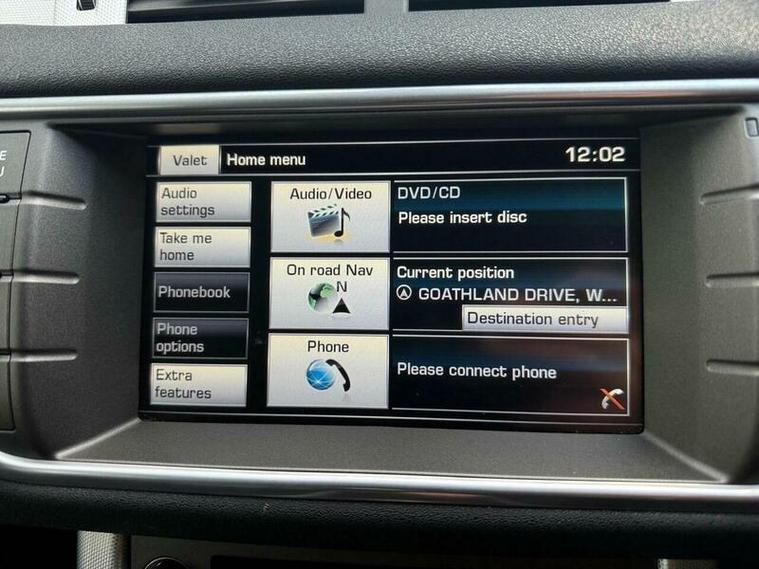 Valet
Home menu
12:02
Audio
settings
Take me
home
Phonebook
Phone
options
Extra
features
Audio/Video
DVD/CD
Please insert disc
On road Nav
N
Current position
GOATHLAND DRIVE, W...
Destination entry
Phone
Please connect phone